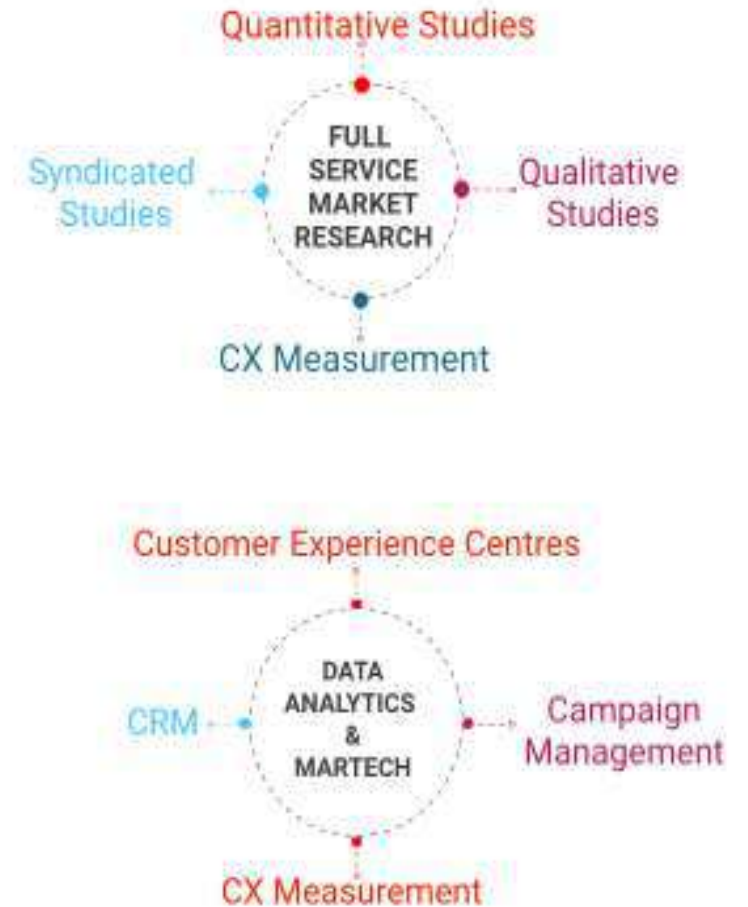 Quantitative Studies
FULL
SERVICE
MARKET
RESEARCH
Syndicated
Studies
Qualitative
Studies
CX Measurement
Customer Experience Centres
DATA
ANALYTICS
&
MARTECH
CRM
Campaign
Management
CX Measurement